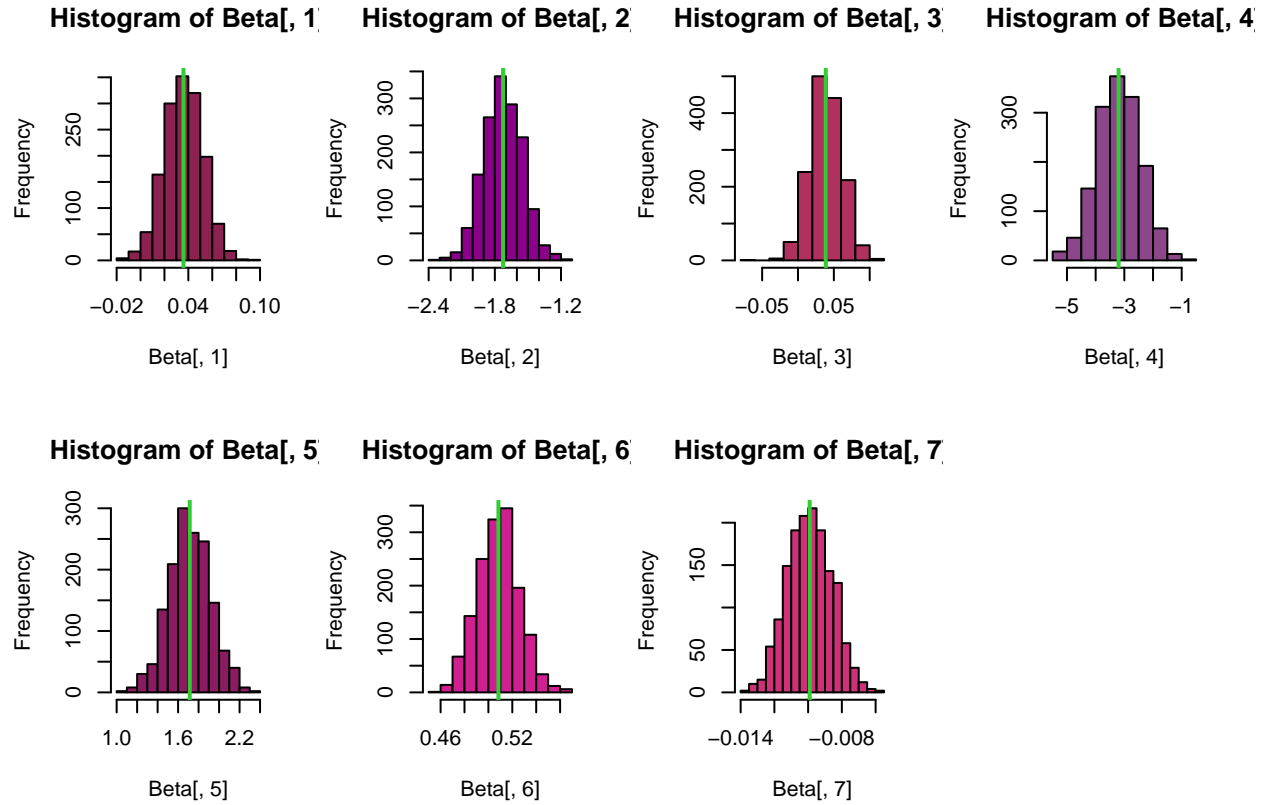 Histogram of Beta[, 1]
Frequency
0
100
250
−0.02
0.04
0.10
Beta[, 1]
Histogram of Beta[, 2]
Frequency
0
100
200
300
−2.4
−1.8
−1.2
Beta[, 2]
Histogram of Beta[, 3]
Frequency
0
200
400
−0.05
0.05
Beta[, 3]
Histogram of Beta[, 4]
Frequency
0
100
300
−5
−3
−1
Beta[, 4]
Histogram of Beta[, 5]
Frequency
0
100
200
300
1.0
1.6
2.2
Beta[, 5]
Histogram of Beta[, 6]
Frequency
0
100
200
300
0.46
0.52
Beta[, 6]
Histogram of Beta[, 7]
Frequency
0
50
150
−0.014
−0.008
Beta[, 7]